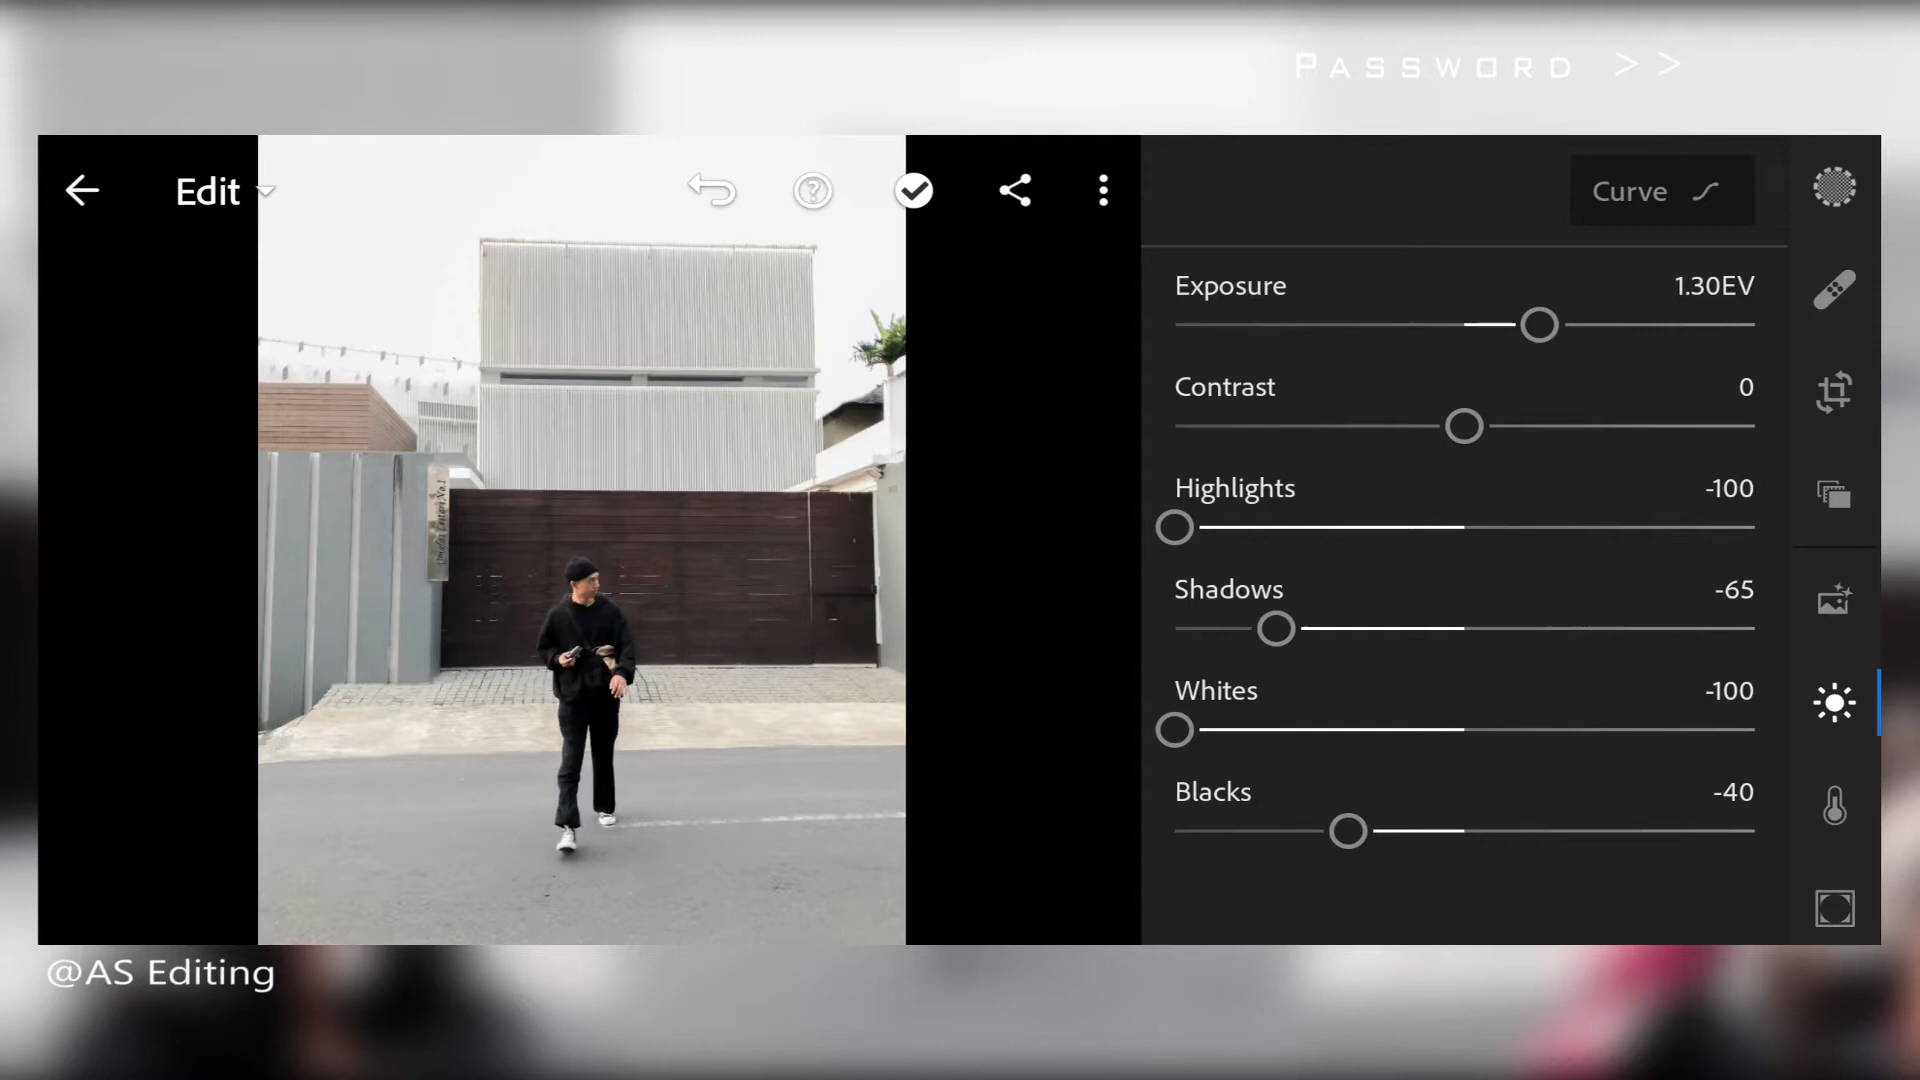 PASSWORD >>
Edit
Curve
Exposure 1.30EV
Contrast 0
Highlights -100
Shadows -65
Whites -100
Blacks -40
@AS Editing